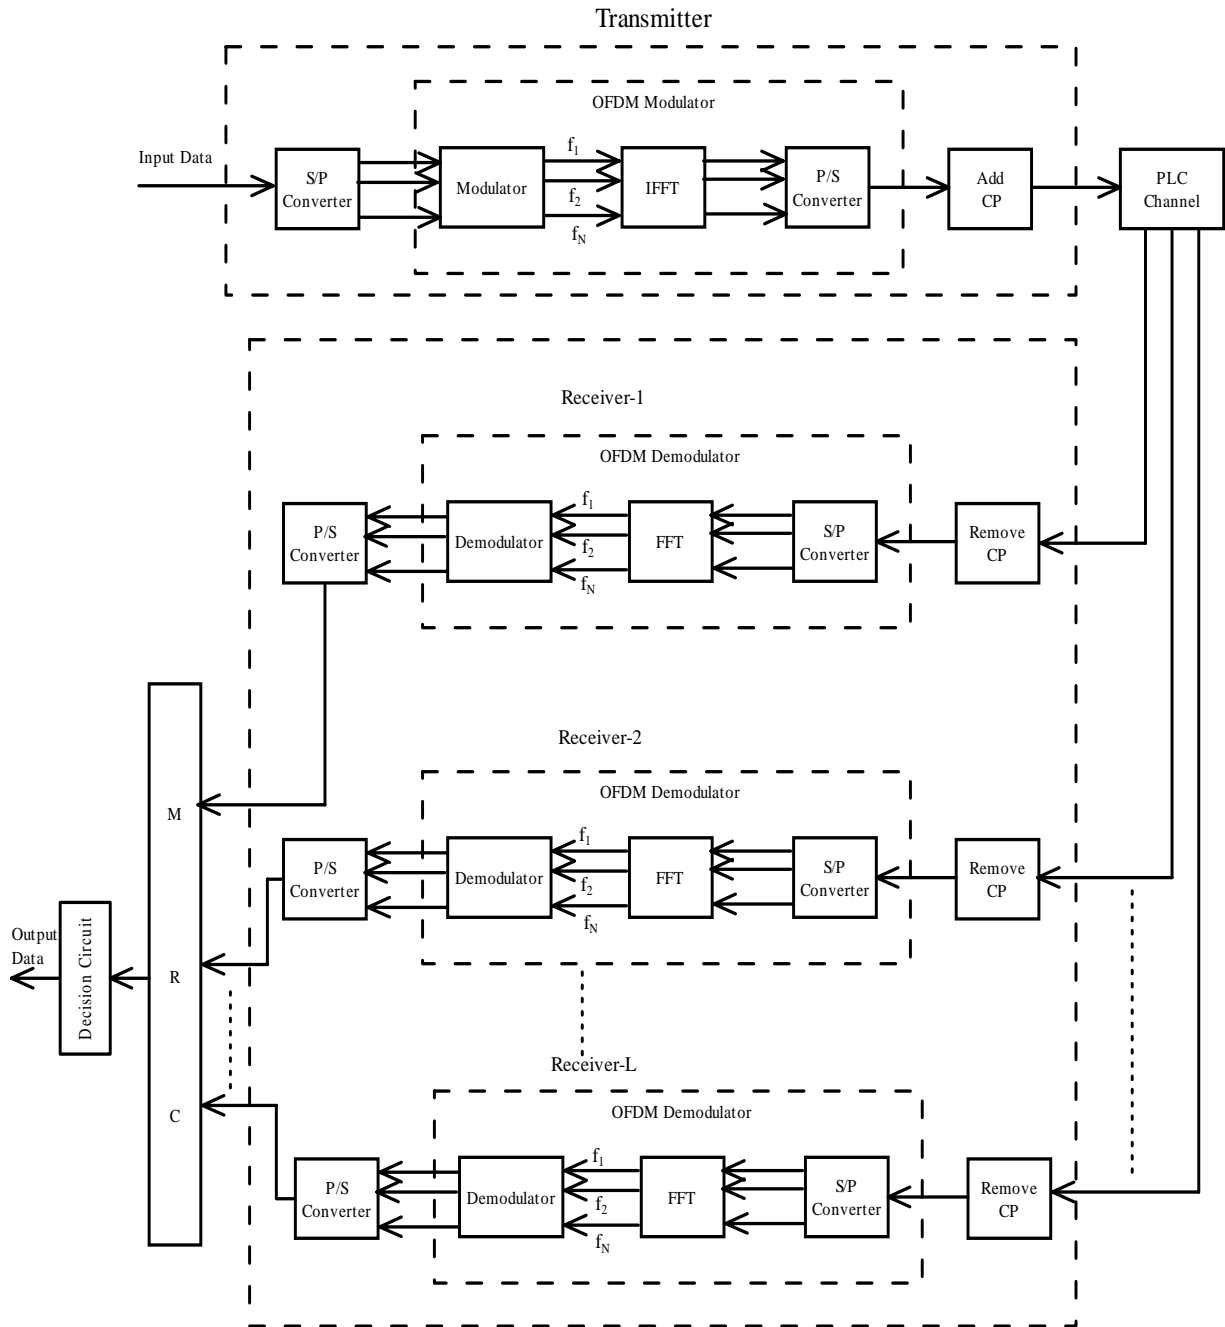 Transmitter
OFDM Modulator
Input Data
S/P
Converter
Modulator
f1
f2
fN
IFFT
P/S
Converter
Add
CP
PLC
Channel
Receiver-1
OFDM Demodulator
P/S
Converter
Demodulator
f1
f2
fN
FFT
S/P
Converter
Remove
CP
Receiver-2
OFDM Demodulator
P/S
Converter
Demodulator
f1
f2
fN
FFT
S/P
Converter
Remove
CP
Receiver-L
OFDM Demodulator
P/S
Converter
Demodulator
f1
f2
fN
FFT
S/P
Converter
Remove
CP
M
R
C
Decision Circuit
Output
Data